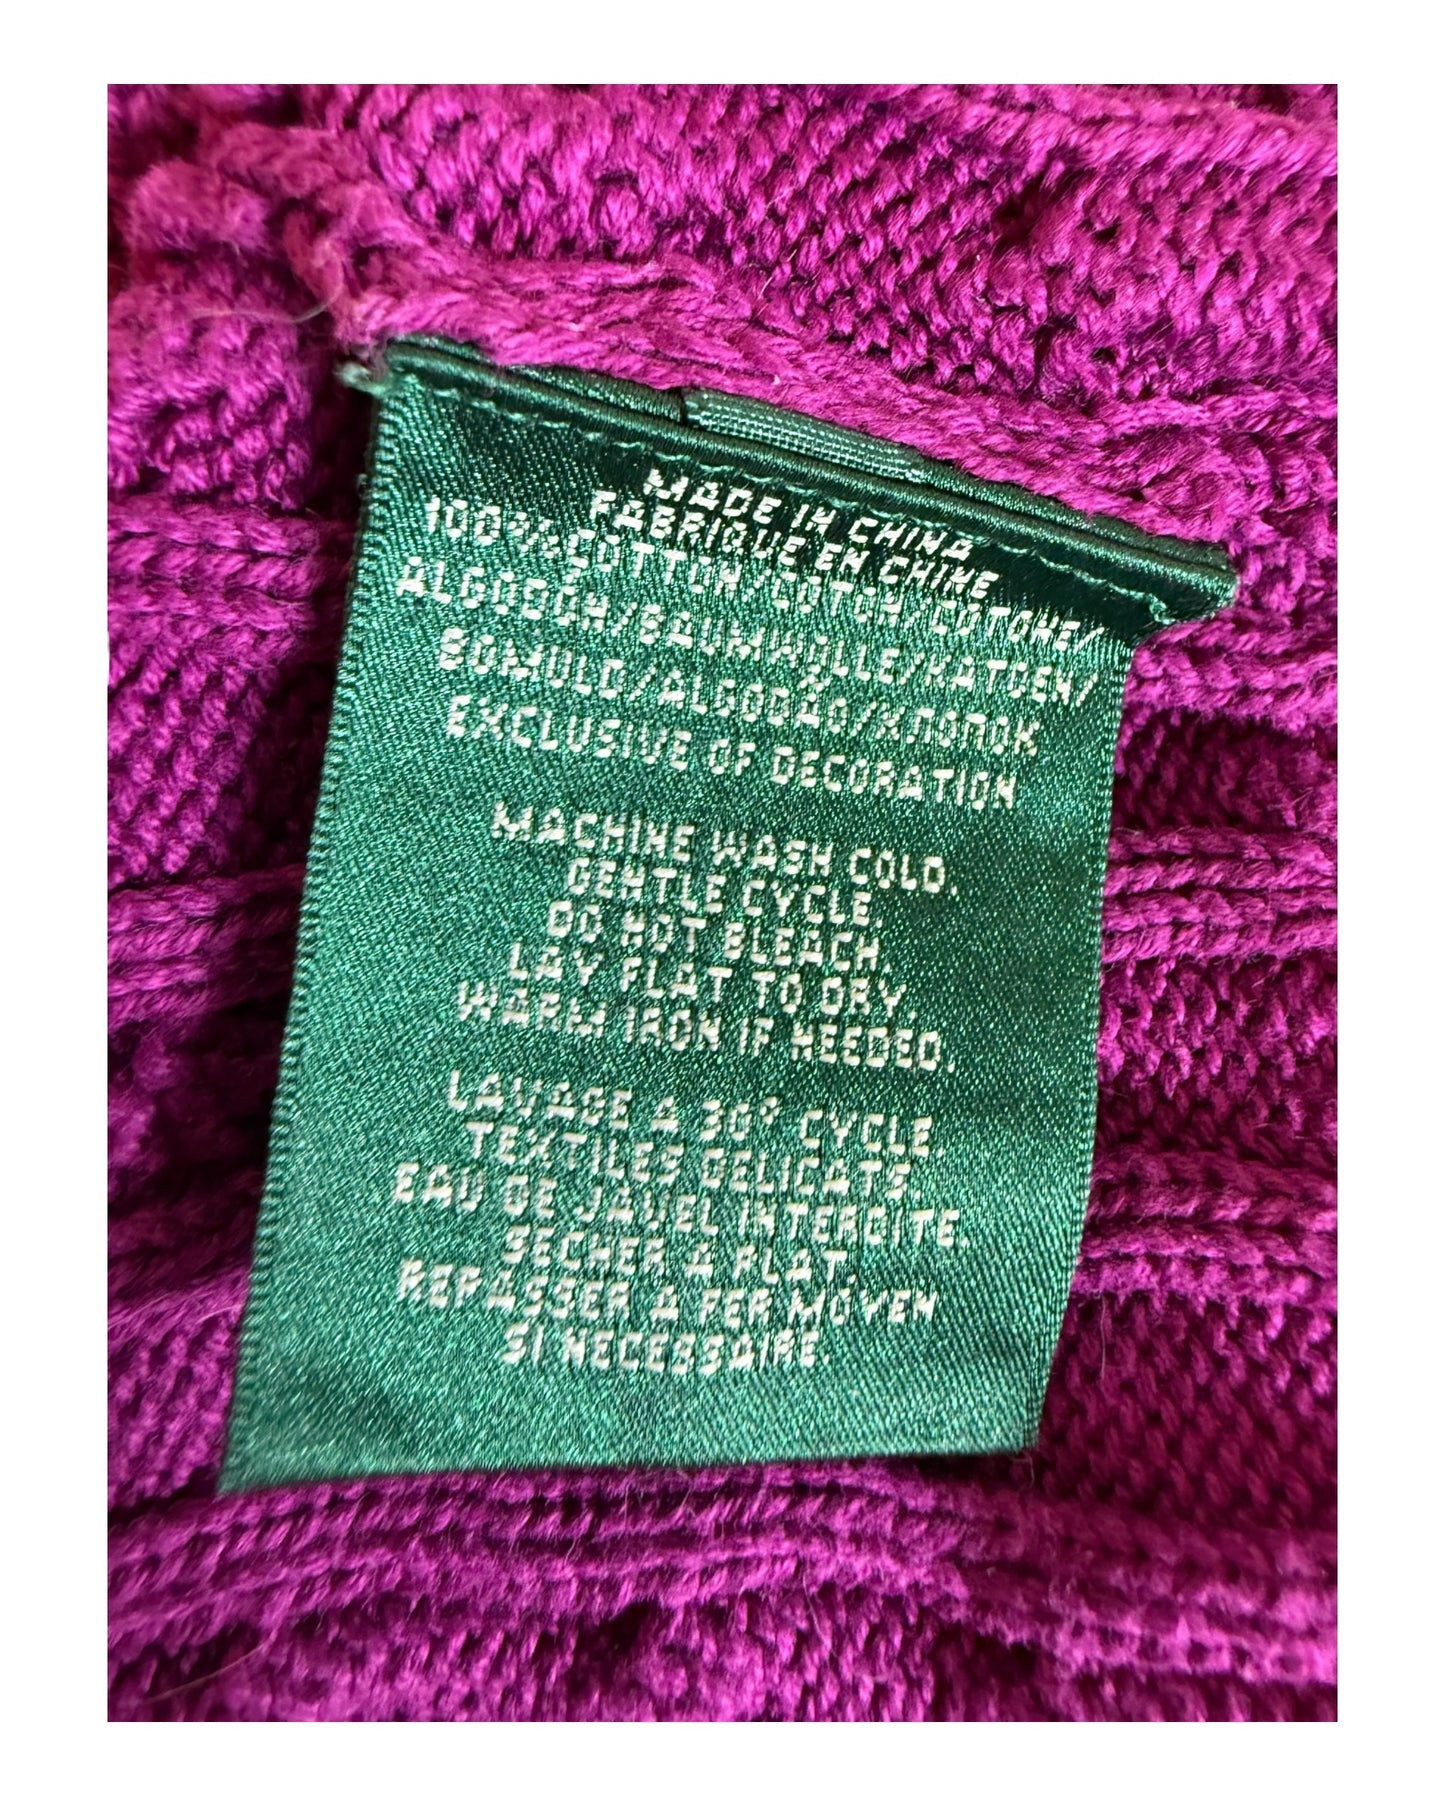 MADE IN CHINA
FABRIQUE EN CHINE
100% COTTON/COTON/COTONE/
ALGODÓN/BAUMWOLLE/KATOEN/
BOMULD/ALGODÃO/ХЛОПОК
EXCLUSIVE OF DECORATION
MACHINE WASH COLD.
GENTLE CYCLE.
DO NOT BLEACH.
LAY FLAT TO DRY.
WARM IRON IF NEEDED.
LAVAGE A 30° CYCLE.
TEXTILES DELICATS.
EAU DE JAVEL INTERDITE.
SECHER A PLAT.
REPASSER A FER MOYEN
SI NECESSAIRE.